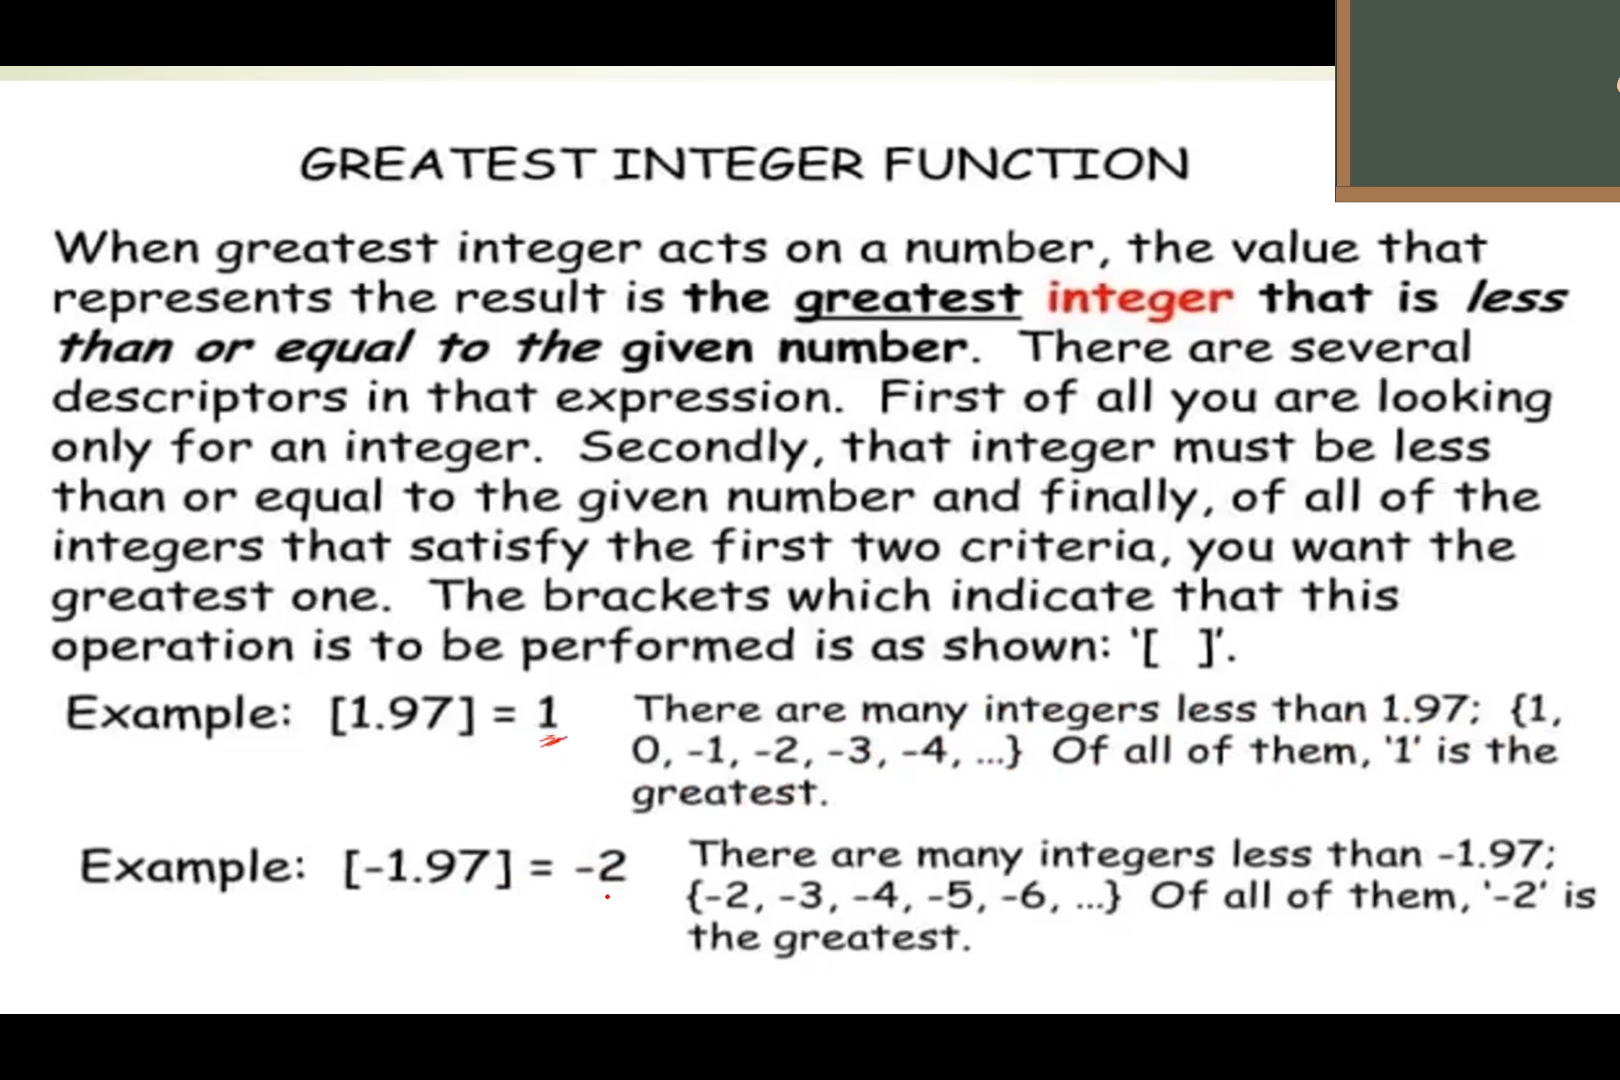 GREATEST INTEGER FUNCTION
When greatest integer acts on a number, the value that
represents the result is the greatest integer that is less
than or equal to the given number. There are several
descriptors in that expression. First of all you are looking
only for an integer. Secondly, that integer must be less
than or equal to the given number and finally, of all of the
integers that satisfy the first two criteria, you want the
greatest one. The brackets which indicate that this
operation is to be performed is as shown: '[ ]'.
Example: [1.97] = 1
There are many integers less than 1.97; {1,
0, -1, -2, -3, -4, ...} Of all of them, '1' is the
greatest.
Example: [-1.97] = -2
There are many integers less than -1.97;
{-2, -3, -4, -5, -6, ...} Of all of them, '-2' is
the greatest.